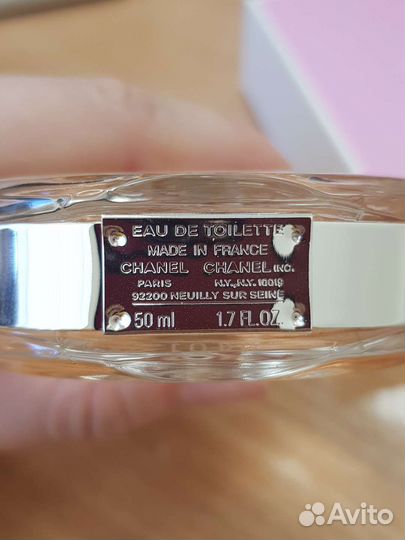 EAU DE TOILETTE
MADE IN FRANCE
CHANEL CHANEL INC.
PARIS N.Y., N.Y. 10019
92200 NEUILLY SUR SEINE
50 ml 1.7 FL.OZ.
Avito